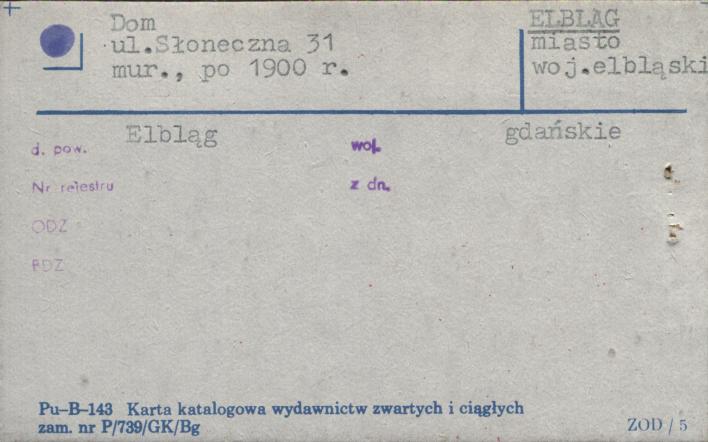 Dom
ul.Słoneczna 31
mur., po 1900 r.
ELBLĄG
miasto
woj.elbląski
d. pow. Elbląg woj. gdańskie
Nr rejestru z dn.
ODZ
BDZ
Pu–B–143 Karta katalogowa wydawnictw zwartych i ciągłych
zam. nr P/739/GK/Bg
ZOD / 5